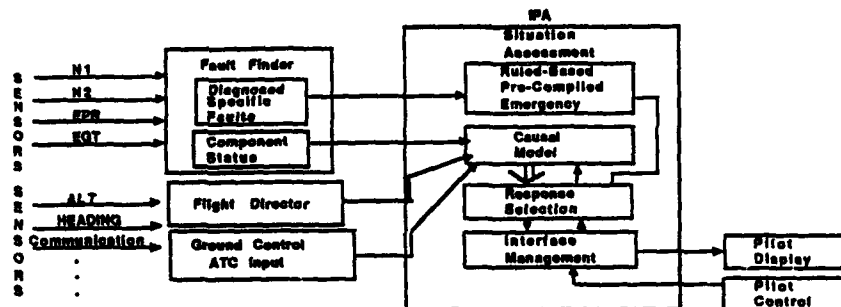 IPA
Situation
Assessment
Fault Finder
Ruled-Based
Pre-Compiled
Emergency
Diagnosed
Specific
Faults
Component
Status
Causal
Model
SENSORS
N1
N2
EPR
EGT
SENSORS
ALT
HEADING
Communication
Flight Director
Ground Control
ATC Input
Response
Selection
Interface
Management
Pilot
Display
Pilot
Control